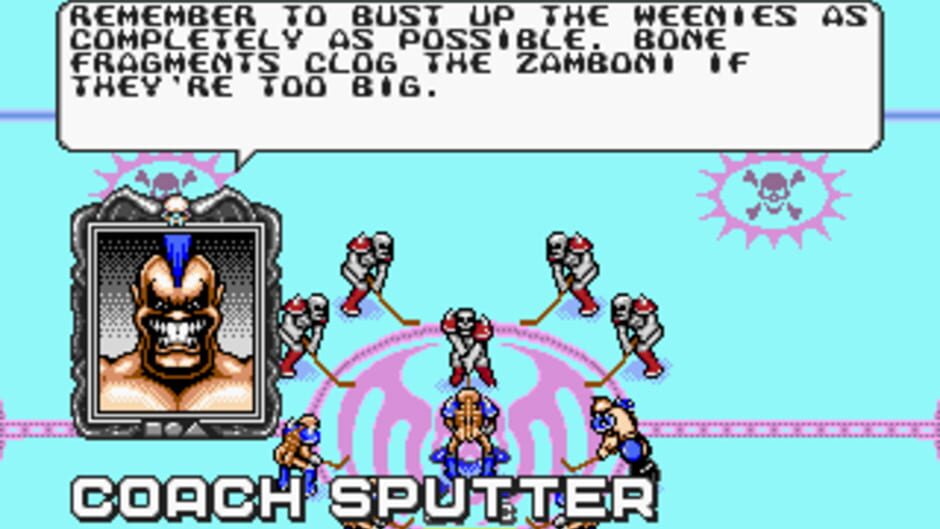 REMEMBER TO BUST UP THE WEENIES AS
COMPLETELY AS POSSIBLE. BONE
FRAGMENTS CLOG THE ZAMBONI IF
THEY'RE TOO BIG.
COACH SPUTTER